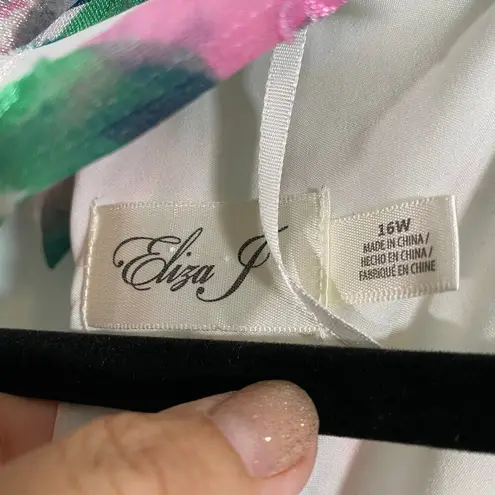 Eliza J
16W
MADE IN CHINA /
HECHO EN CHINA /
FABRIQUÉ EN CHINE